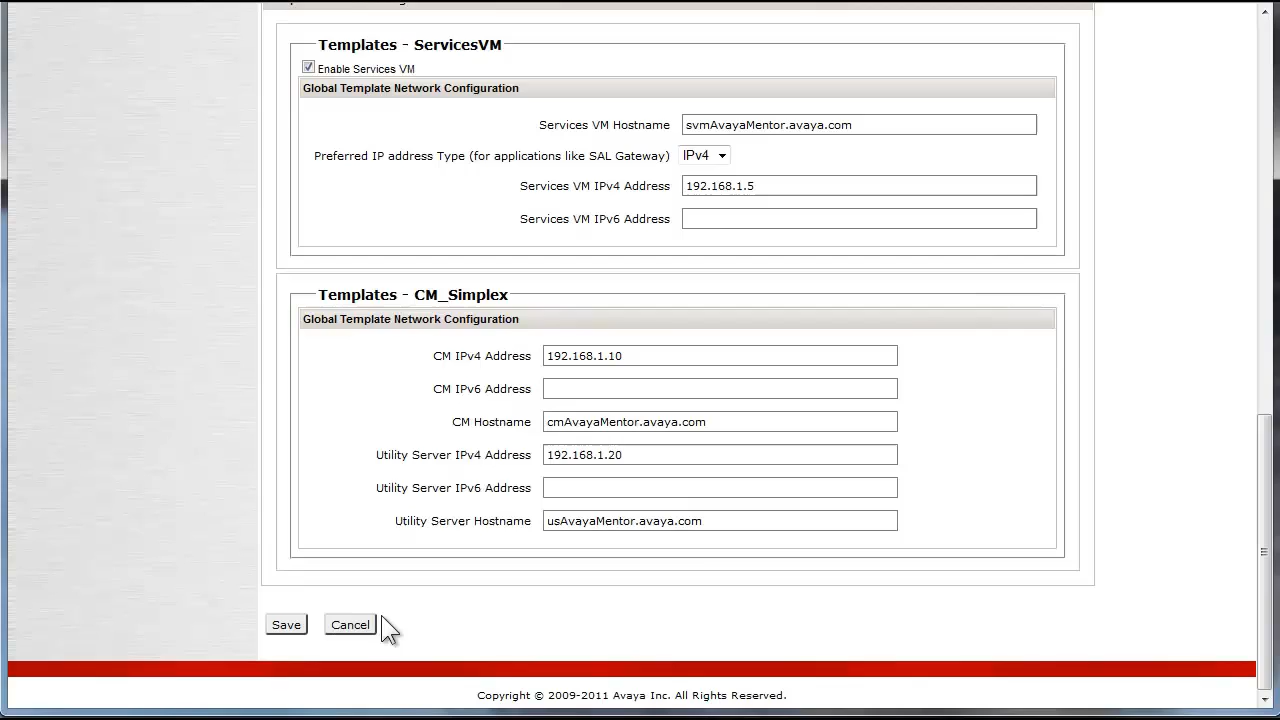 Templates - ServicesVM
Enable Services VM
Global Template Network Configuration
Services VM Hostname svmAvayaMentor.avaya.com
Preferred IP address Type (for applications like SAL Gateway) IPv4
Services VM IPv4 Address 192.168.1.5
Services VM IPv6 Address
Templates - CM_Simplex
Global Template Network Configuration
CM IPv4 Address 192.168.1.10
CM IPv6 Address
CM Hostname cmAvayaMentor.avaya.com
Utility Server IPv4 Address 192.168.1.20
Utility Server IPv6 Address
Utility Server Hostname usAvayaMentor.avaya.com
Save Cancel
Copyright © 2009-2011 Avaya Inc. All Rights Reserved.